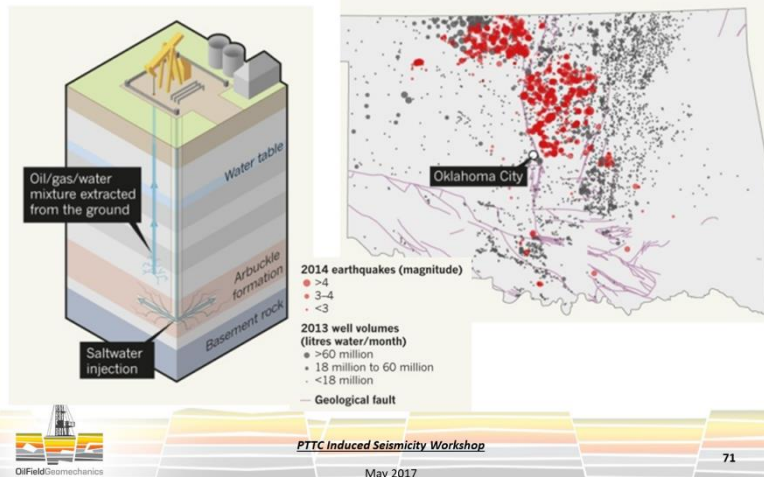 Water table
Oil/gas/water
mixture extracted
from the ground
Arbuckle
formation
Basement rock
Saltwater
injection
Oklahoma City
2014 earthquakes (magnitude)
>4
3–4
<3
2013 well volumes
(litres water/month)
>60 million
18 million to 60 million
<18 million
Geological fault
OilFieldGeomechanics
PTTC Induced Seismicity Workshop
May 2017
71